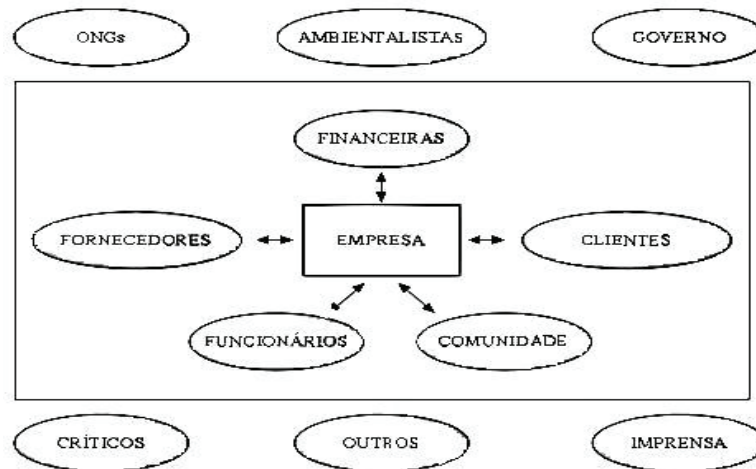 ONGs
AMBIENTALISTAS
GOVERNO
FINANCEIRAS
FORNECEDORES
EMPRESA
CLIENTES
FUNCIONÁRIOS
COMUNIDADE
CRÍTICOS
OUTROS
IMPRENSA